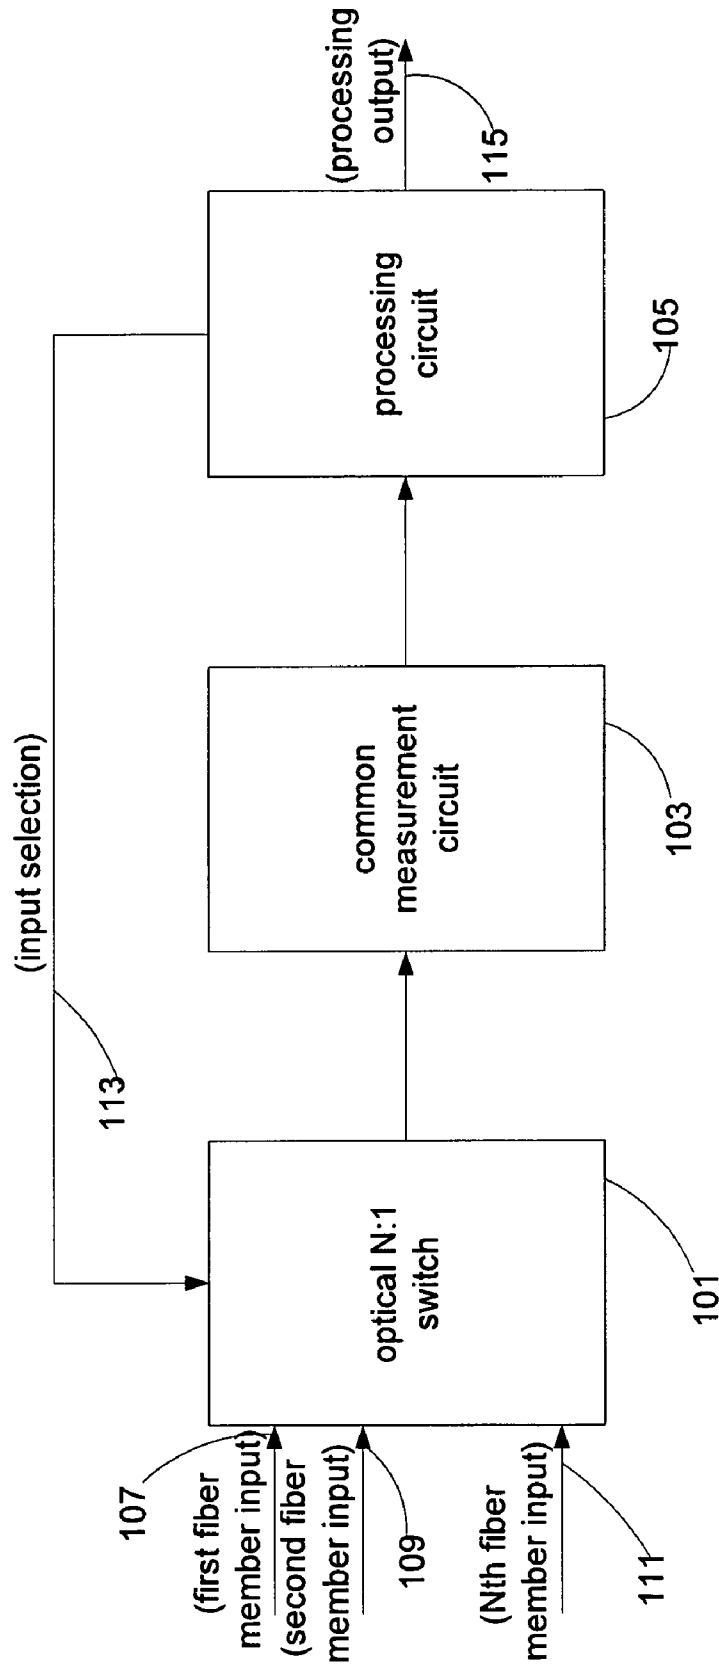 (input selection)
113
107
(first fiber
member input)
(second fiber
member input)
109
(Nth fiber
member input)
111
optical N:1
switch
101
common
measurement
circuit
103
processing
circuit
105
(processing
output)
115